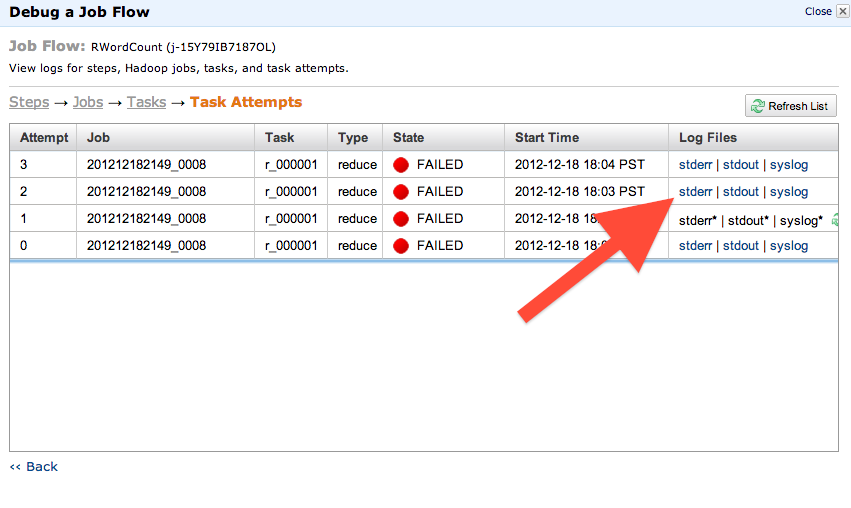 Debug a Job Flow Close
Job Flow: RWordCount (j-15Y79IB7187OL)
View logs for steps, Hadoop jobs, tasks, and task attempts.
Steps → Jobs → Tasks → Task Attempts Refresh List
Attempt Job Task Type State Start Time Log Files
3 201212182149_0008 r_000001 reduce FAILED 2012-12-18 18:04 PST stderr | stdout | syslog
2 201212182149_0008 r_000001 reduce FAILED 2012-12-18 18:03 PST stderr | stdout | syslog
1 201212182149_0008 r_000001 reduce FAILED 2012-12-18 stderr* | stdout* | syslog*
0 201212182149_0008 r_000001 reduce FAILED 2012-12-18 stderr | stdout | syslog
<< Back